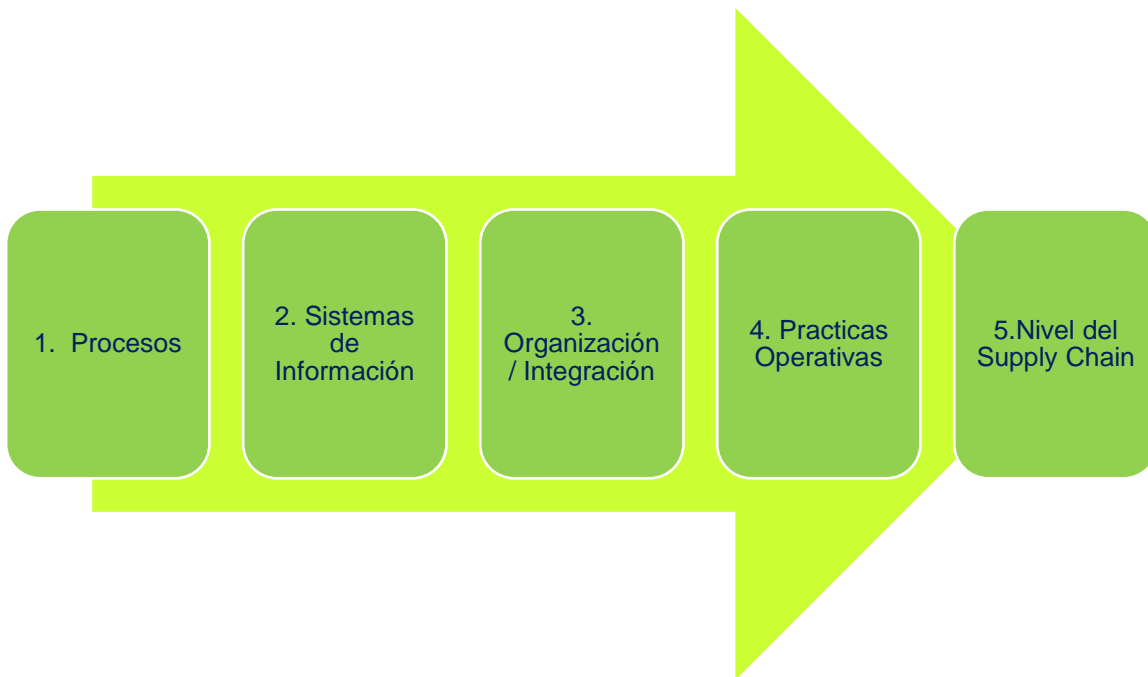 1. Procesos
2. Sistemas
de
Información
3.
Organización
/ Integración
4. Practicas
Operativas
5.Nivel del
Supply Chain